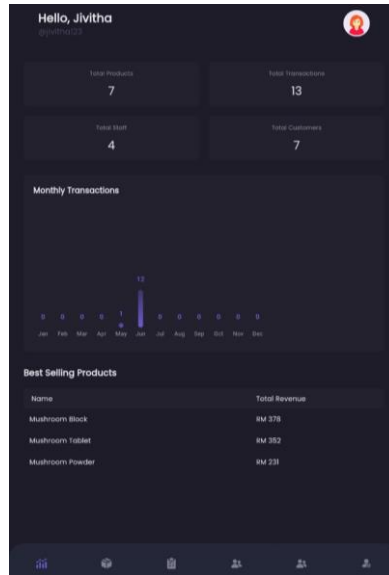 Hello, Jivitha
@jivitha123
Total Products
7
Total Transactions
13
Total Staff
4
Total Customers
7
Monthly Transactions
12
0 0 0 0 1 0 0 0 0 0 0
Jan Feb Mar Apr May Jun Jul Aug Sep Oct Nov Dec
Best Selling Products
Name Total Revenue
Mushroom Block RM 378
Mushroom Tablet RM 352
Mushroom Powder RM 231